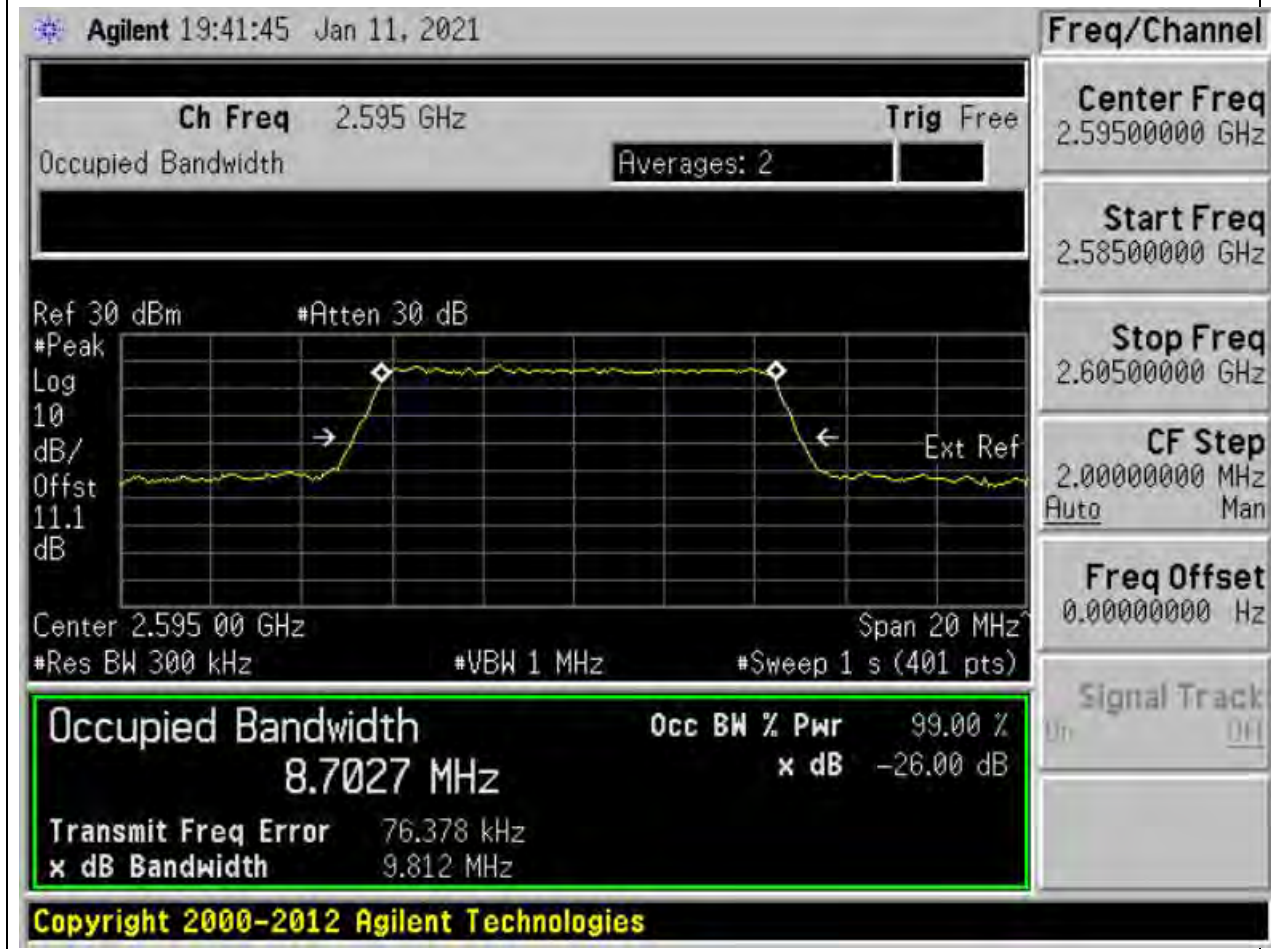 Agilent 19:41:45 Jan 11, 2021
Freq/Channel
Ch Freq 2.595 GHz Trig Free
Occupied Bandwidth Averages: 2
Ref 30 dBm #Atten 30 dB
#Peak
Log
10
dB/
Offst
11.1
dB
Ext Ref
Center 2.595 00 GHz Span 20 MHz^
#Res BW 300 kHz #VBW 1 MHz #Sweep 1 s (401 pts)
Occupied Bandwidth
8.7027 MHz
Occ BW % Pwr 99.00 %
x dB -26.00 dB
Transmit Freq Error 76.378 kHz
x dB Bandwidth 9.812 MHz
Copyright 2000-2012 Agilent Technologies
Center Freq
2.59500000 GHz
Start Freq
2.58500000 GHz
Stop Freq
2.60500000 GHz
CF Step
2.00000000 MHz
Auto Man
Freq Offset
0.00000000 Hz
Signal Track
On Off